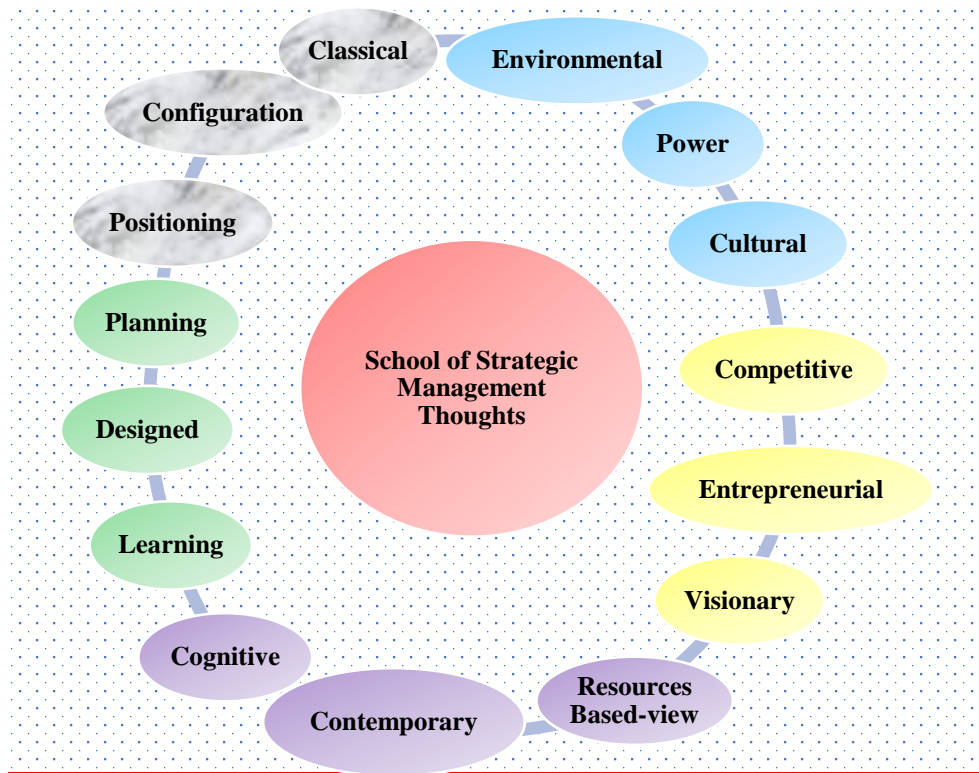 Classical
Environmental
Configuration
Power
Positioning
Cultural
Planning
School of Strategic
Management
Thoughts
Competitive
Designed
Entrepreneurial
Learning
Visionary
Cognitive
Resources
Based-view
Contemporary